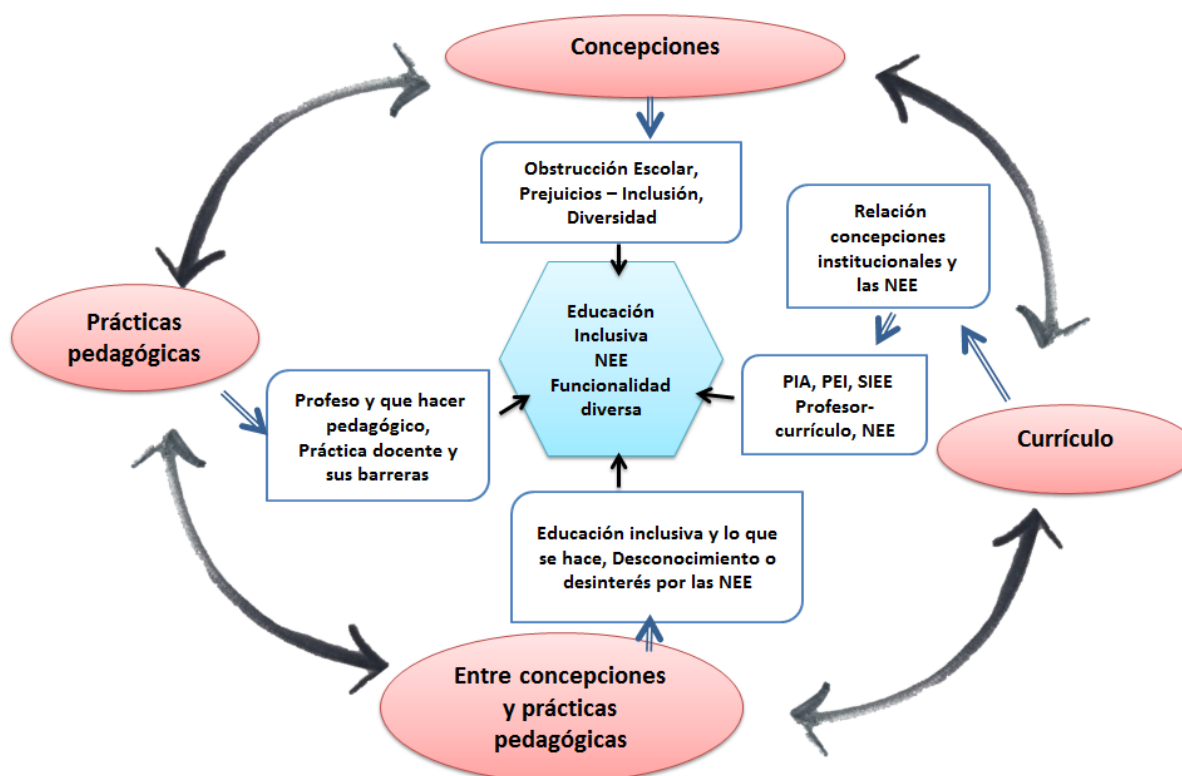 Concepciones
Obstrucción Escolar,
Prejuicios – Inclusión,
Diversidad
Relación
concepciones
institucionales y
las NEE
Prácticas
pedagógicas
Educación
Inclusiva
NEE
Funcionalidad
diversa
Profeso y que hacer
pedagógico,
Práctica docente y
sus barreras
PIA, PEI, SIEE
Profesor-
currículo, NEE
Currículo
Educación inclusiva y lo que
se hace, Desconocimiento o
desinterés por las NEE
Entre concepciones
y prácticas
pedagógicas